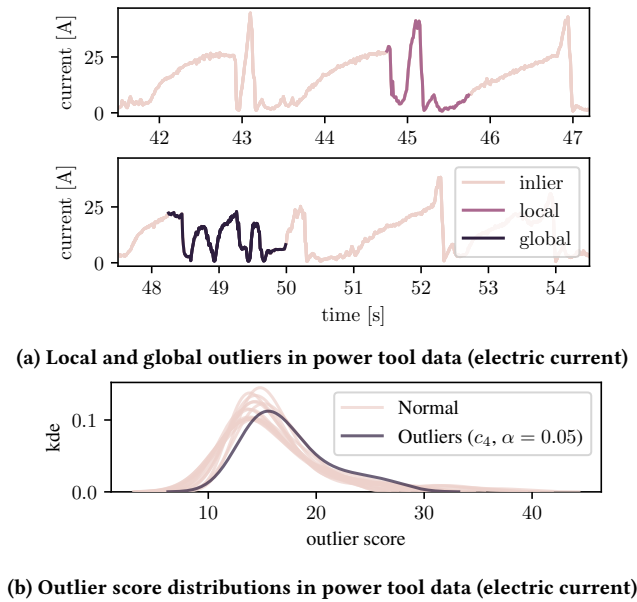 current [A]
25
0
42 43 44 45 46 47
current [A]
25
0
inlier
local
global
48 49 50 51 52 53 54
time [s]
(a) Local and global outliers in power tool data (electric current)
kde
0.1
0.0
Normal
Outliers (c₄, α = 0.05)
10 20 30 40
outlier score
(b) Outlier score distributions in power tool data (electric current)